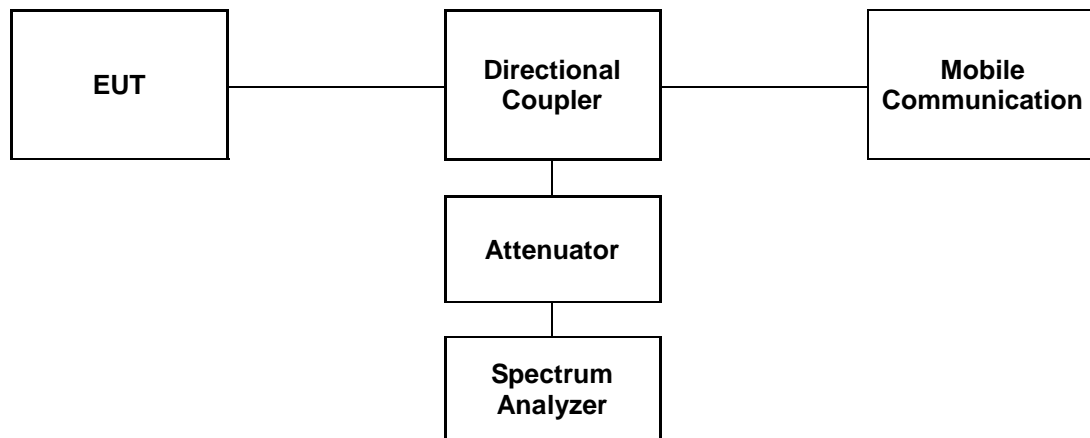 EUT
Directional
Coupler
Mobile
Communication
Attenuator
Spectrum
Analyzer